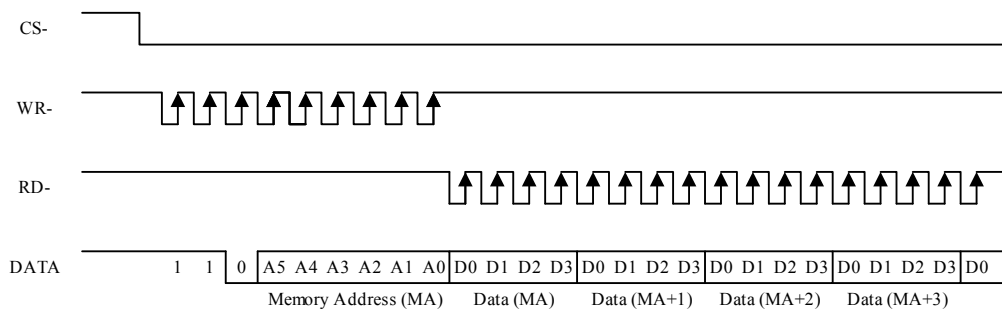 CS-
WR-
RD-
DATA 1 1 0 A5 A4 A3 A2 A1 A0 D0 D1 D2 D3 D0 D1 D2 D3 D0 D1 D2 D3 D0 D1 D2 D3 D0
Memory Address (MA) Data (MA) Data (MA+1) Data (MA+2) Data (MA+3)